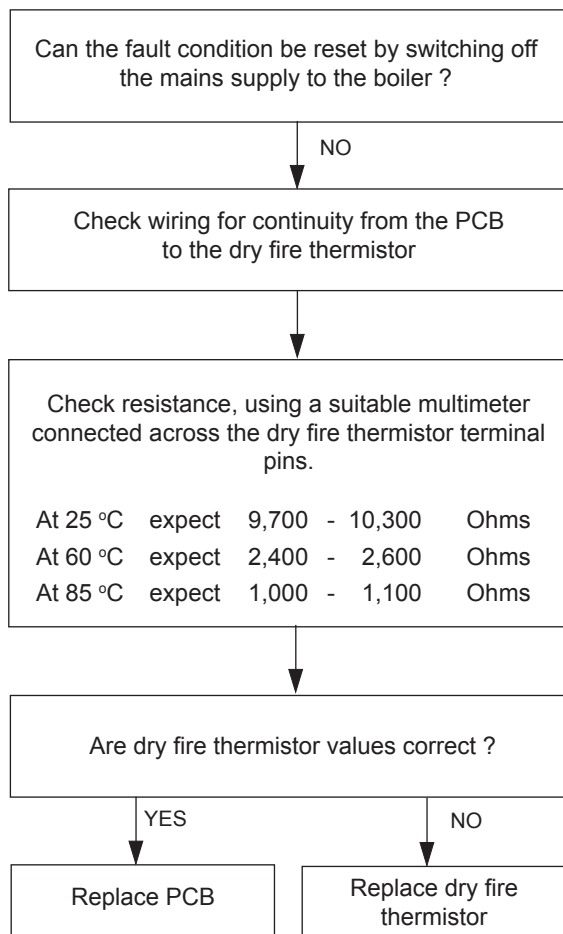 Can the fault condition be reset by switching off
the mains supply to the boiler ?
NO
Check wiring for continuity from the PCB
to the dry fire thermistor
Check resistance, using a suitable multimeter
connected across the dry fire thermistor terminal
pins.
At 25 ºC expect 9,700 - 10,300 Ohms
At 60 ºC expect 2,400 - 2,600 Ohms
At 85 ºC expect 1,000 - 1,100 Ohms
Are dry fire thermistor values correct ?
YES
NO
Replace PCB
Replace dry fire
thermistor